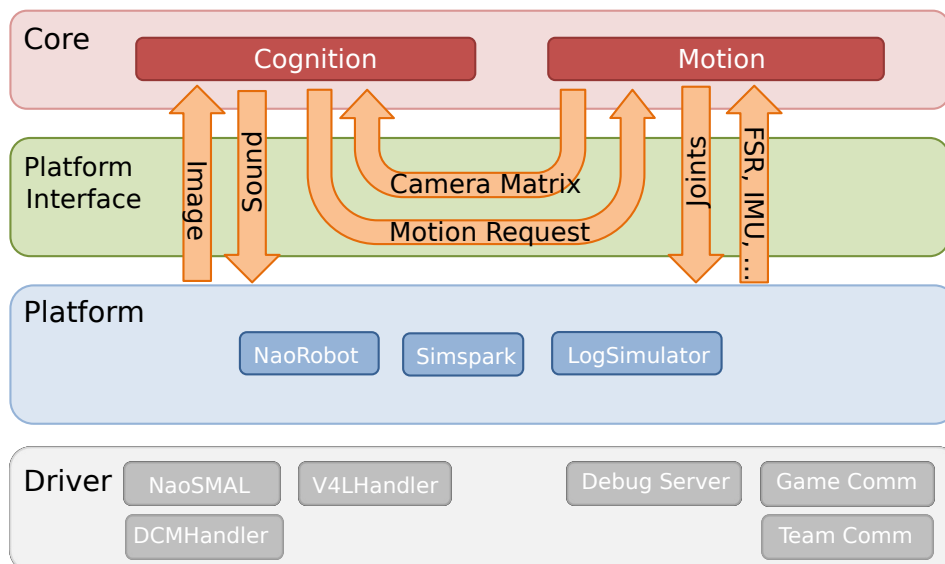 Core
Cognition
Motion
Platform
Interface
Image
Sound
Camera Matrix
Motion Request
Joints
FSR, IMU, ...
Platform
NaoRobot
Simspark
LogSimulator
Driver
NaoSMAL
V4LHandler
Debug Server
Game Comm
DCMHandler
Team Comm